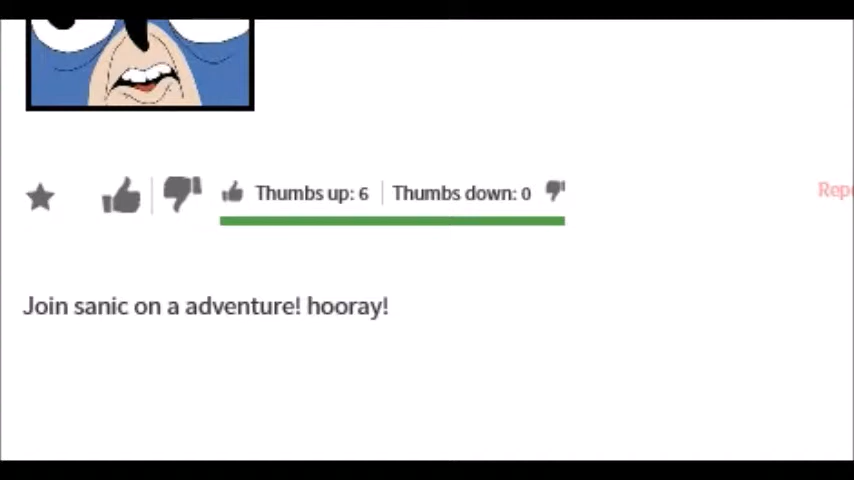 Thumbs up: 6 Thumbs down: 0
Join sanic on a adventure! hooray!